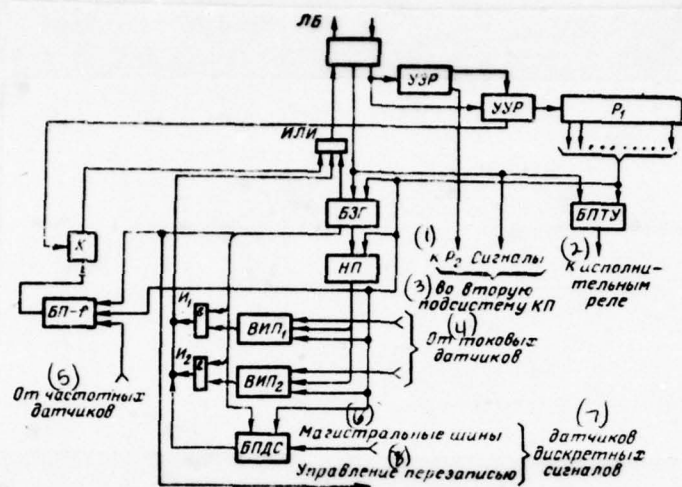 ЛБ
УЗР
УУР
P₁
ИЛИ
БЗГ
БПТУ
К
НП
(1)
к P₂ Сигналы
(2)
К исполни-
тельным
реле
(3) во вторую
подсистему КП
БП-f
И₁
&
ВИП₁
(4)
От токовых
датчиков
И₂
&
ВИП₂
(5)
От частотных
датчиков
(6)
Магистральные шины
БПДС
(8)
Управление перезаписью
(7)
датчиков
дискретных
сигналов